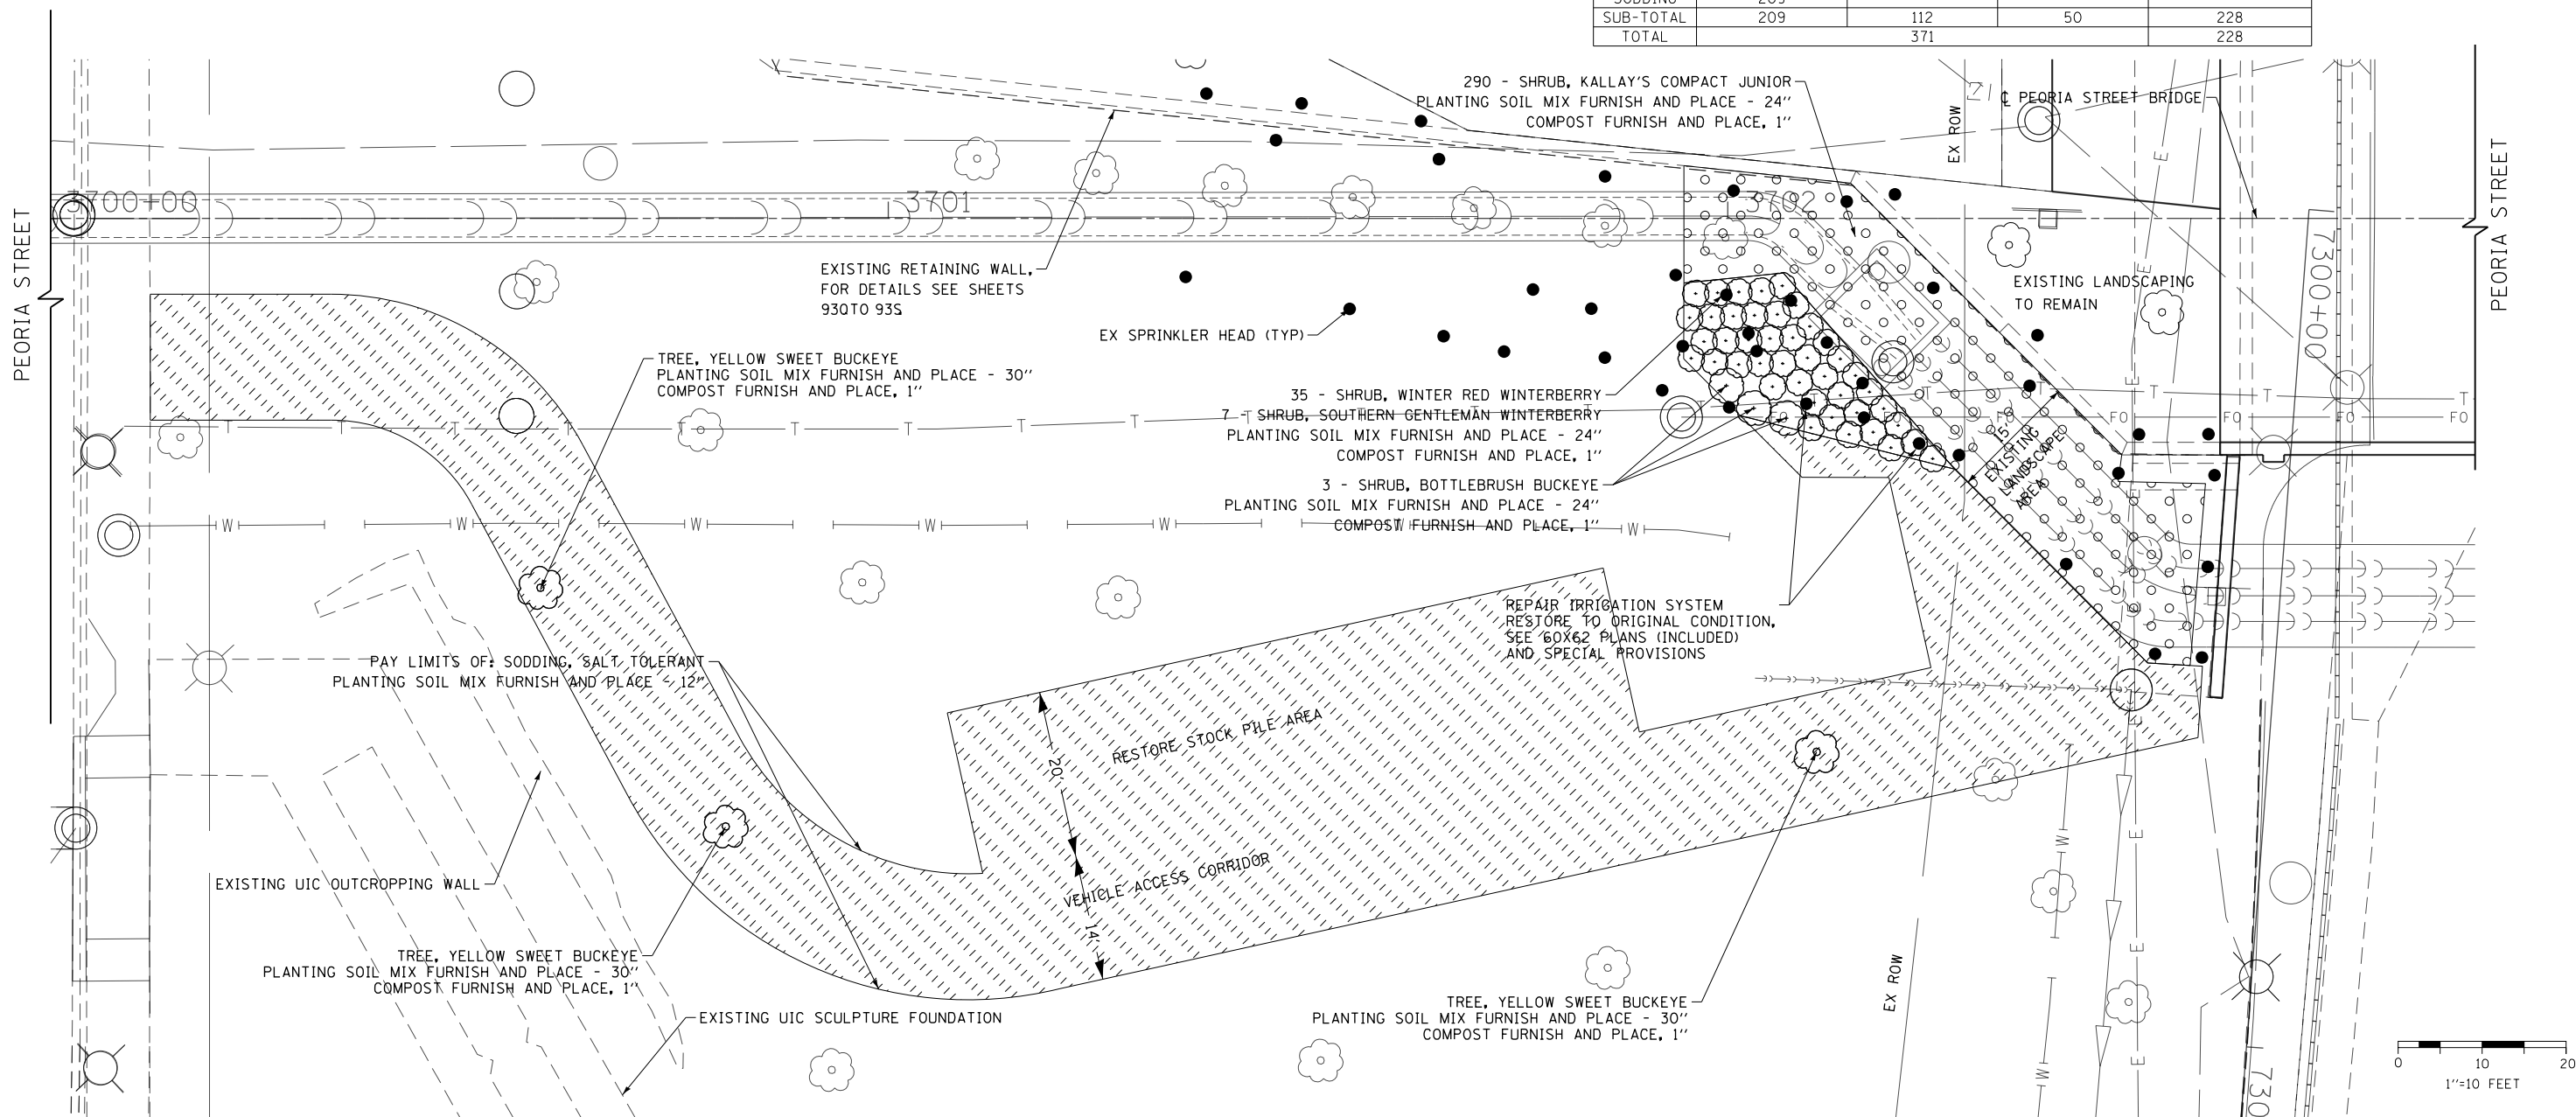 SUB-TOTAL 209 112 50 228
TOTAL 371 228
290 - SHRUB, KALLAY'S COMPACT JUNIOR
PLANTING SOIL MIX FURNISH AND PLACE - 24''
COMPOST FURNISH AND PLACE, 1''
EX ROW
℄ PEORIA STREET BRIDGE
PEORIA STREET
PEORIA STREET
3700+00
3701
3702
7300+00
EXISTING RETAINING WALL,
FOR DETAILS SEE SHEETS
93Q TO 93S
EXISTING LANDSCAPING
TO REMAIN
EX SPRINKLER HEAD (TYP)
TREE, YELLOW SWEET BUCKEYE
PLANTING SOIL MIX FURNISH AND PLACE - 30''
COMPOST FURNISH AND PLACE, 1''
35 - SHRUB, WINTER RED WINTERBERRY
7 - SHRUB, SOUTHERN GENTLEMAN WINTERBERRY
PLANTING SOIL MIX FURNISH AND PLACE - 24''
COMPOST FURNISH AND PLACE, 1''
3 - SHRUB, BOTTLEBRUSH BUCKEYE
PLANTING SOIL MIX FURNISH AND PLACE - 24''
COMPOST FURNISH AND PLACE, 1''
15'
EXISTING
LANDSCAPE
AREA
REPAIR IRRIGATION SYSTEM
RESTORE TO ORIGINAL CONDITION,
SEE 60X62 PLANS (INCLUDED)
AND SPECIAL PROVISIONS
PAY LIMITS OF: SODDING, SALT TOLERANT
PLANTING SOIL MIX FURNISH AND PLACE - 12''
RESTORE STOCK PILE AREA
20'
VEHICLE ACCESS CORRIDOR
14'
EXISTING UIC OUTCROPPING WALL
TREE, YELLOW SWEET BUCKEYE
PLANTING SOIL MIX FURNISH AND PLACE - 30''
COMPOST FURNISH AND PLACE, 1''
EXISTING UIC SCULPTURE FOUNDATION
TREE, YELLOW SWEET BUCKEYE
PLANTING SOIL MIX FURNISH AND PLACE - 30''
COMPOST FURNISH AND PLACE, 1''
EX ROW
730
0 10 20
1''=10 FEET